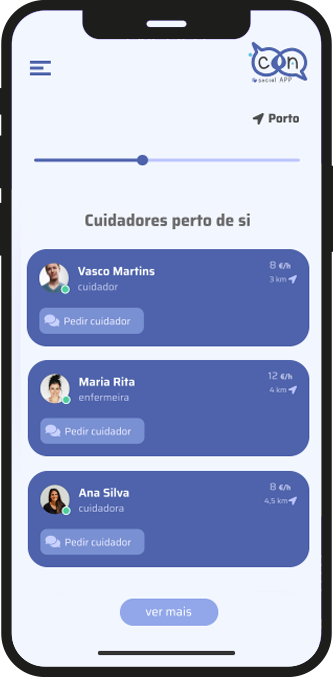 con
social APP
Porto
Cuidadores perto de si
Vasco Martins
8 €/h
cuidador
3 km
Pedir cuidador
Maria Rita
12 €/h
enfermeira
4 km
Pedir cuidador
Ana Silva
8 €/h
cuidadora
4,5 km
Pedir cuidador
ver mais